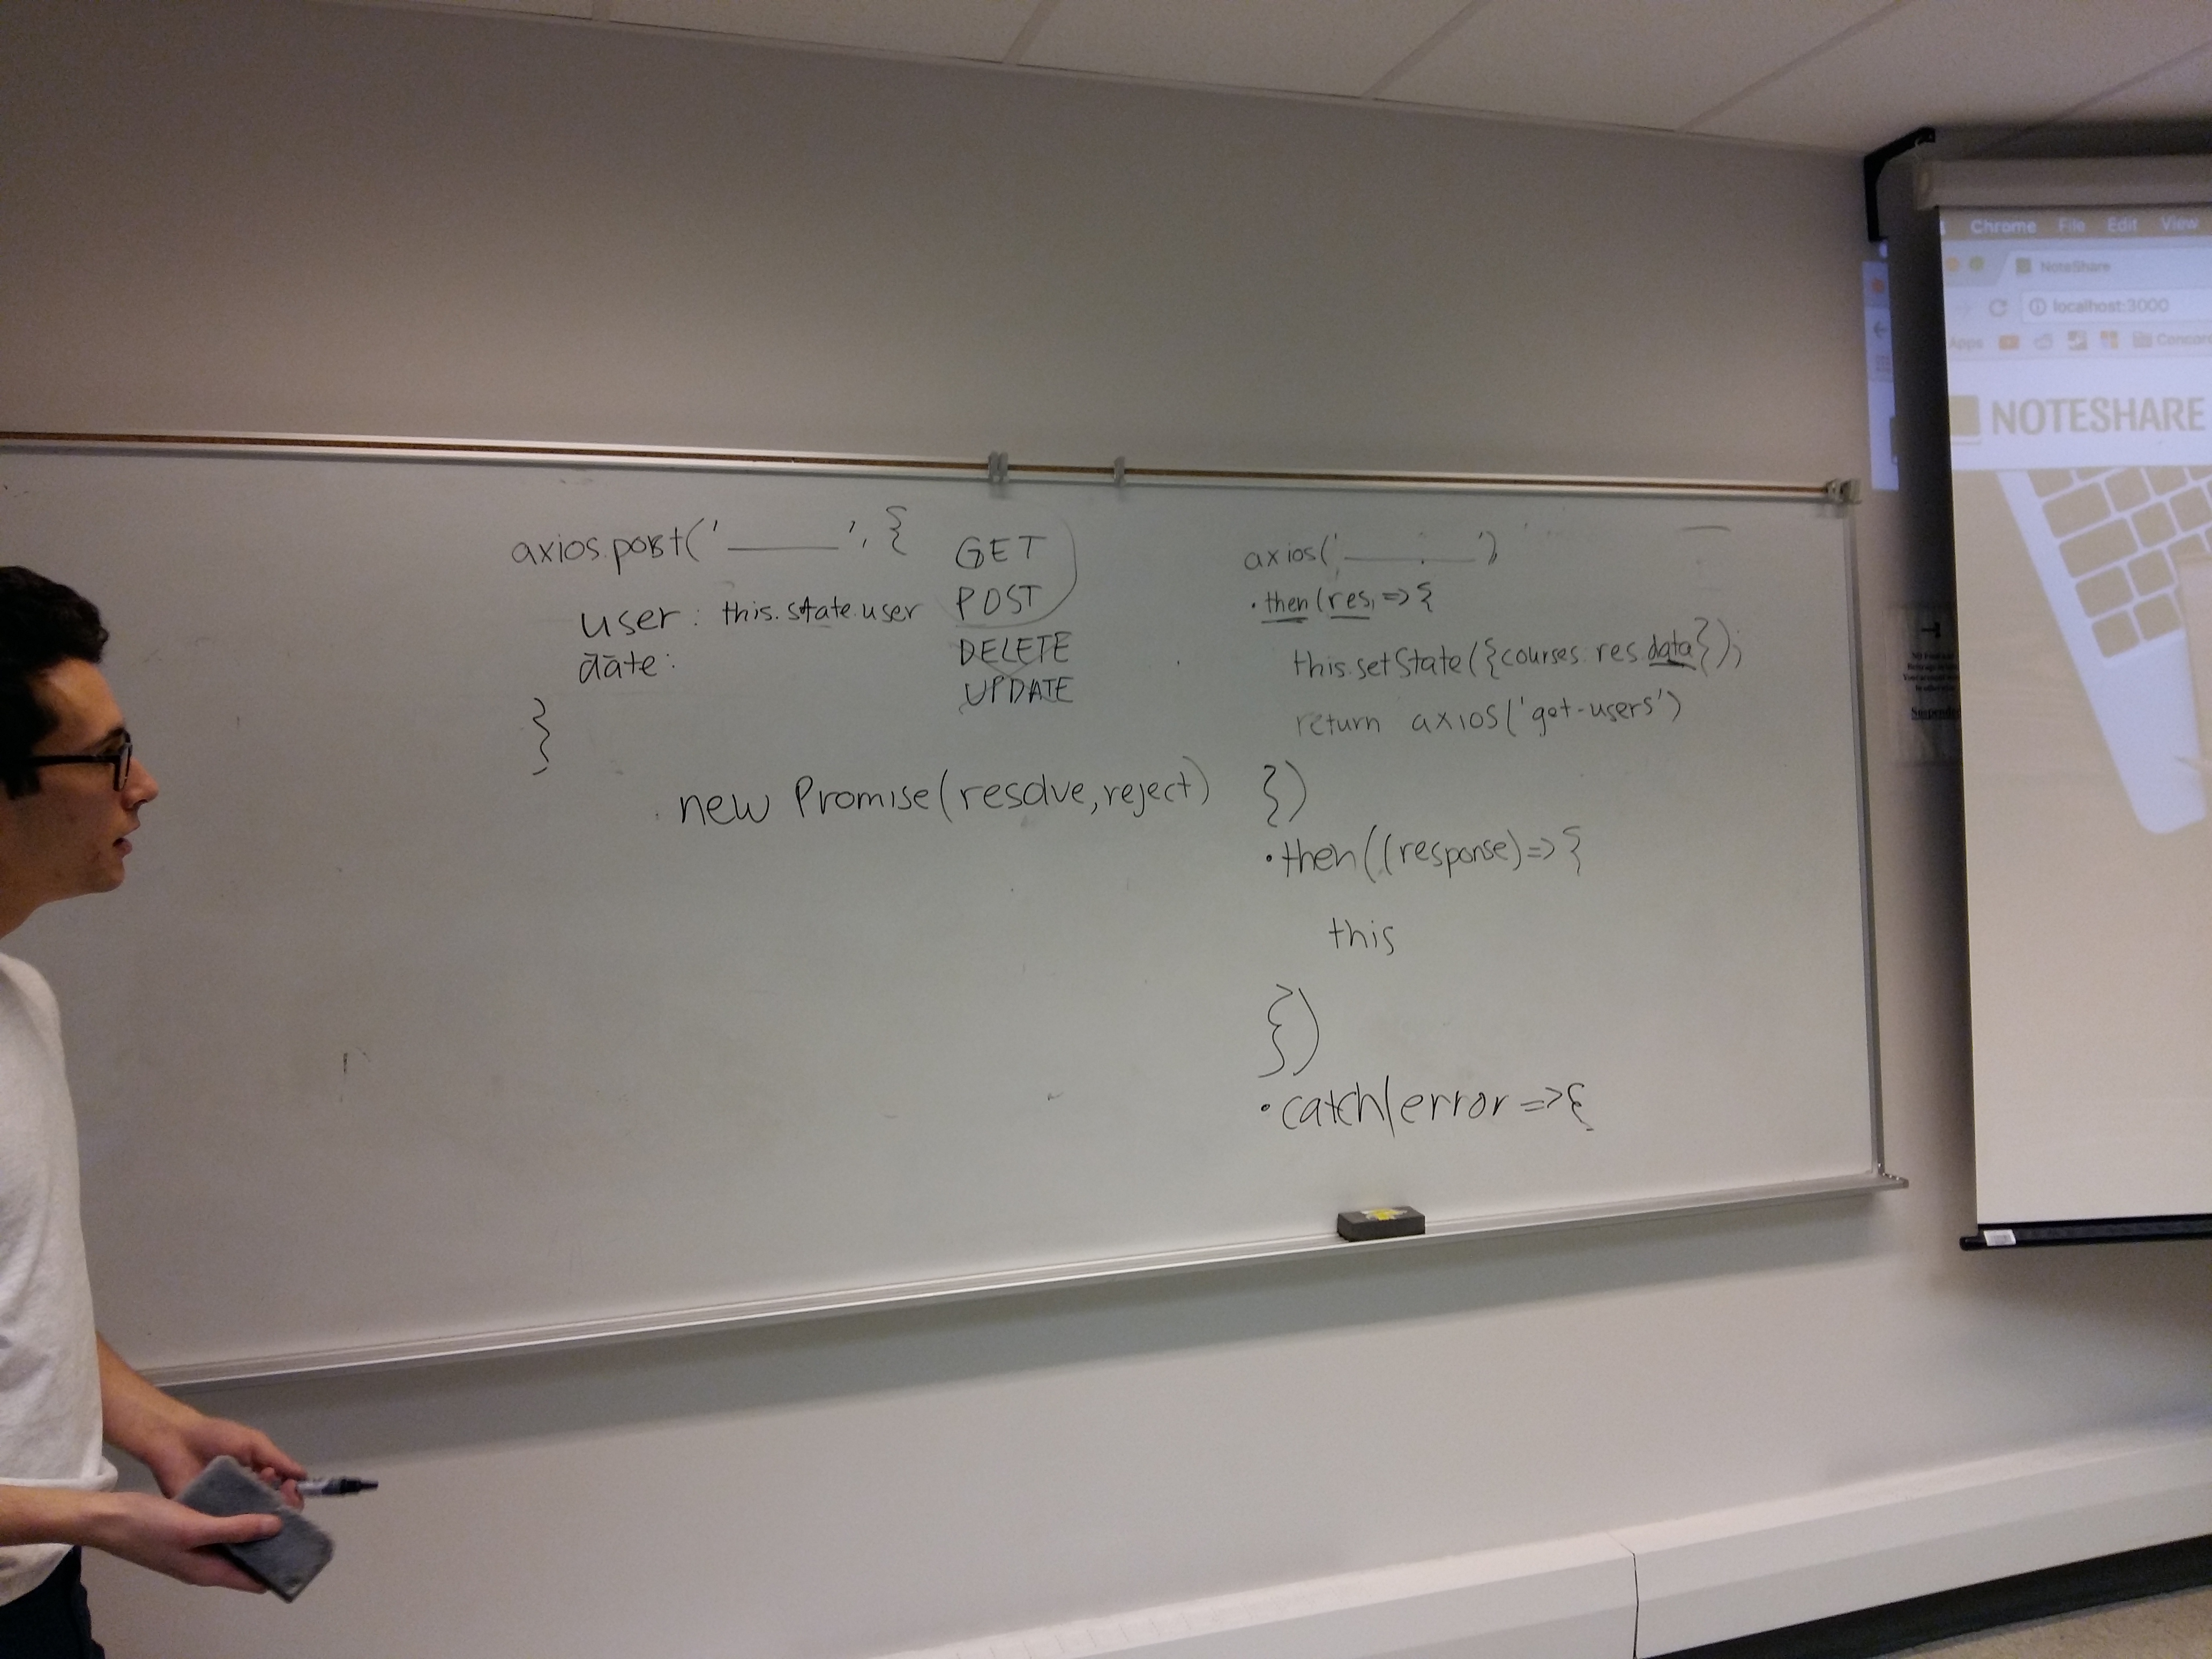 axios.post('______', {
user: this.state.user
date:
}
GET
POST
DELETE
UPDATE
new Promise(resolve, reject)
axios('______')
.then(res => {
this.setState({courses: res.data});
return axios('get-users')
})
.then((response) => {
this
})
.catch(error => {
Chrome File Edit View
NoteShare
localhost:3000
Apps
NOTESHARE